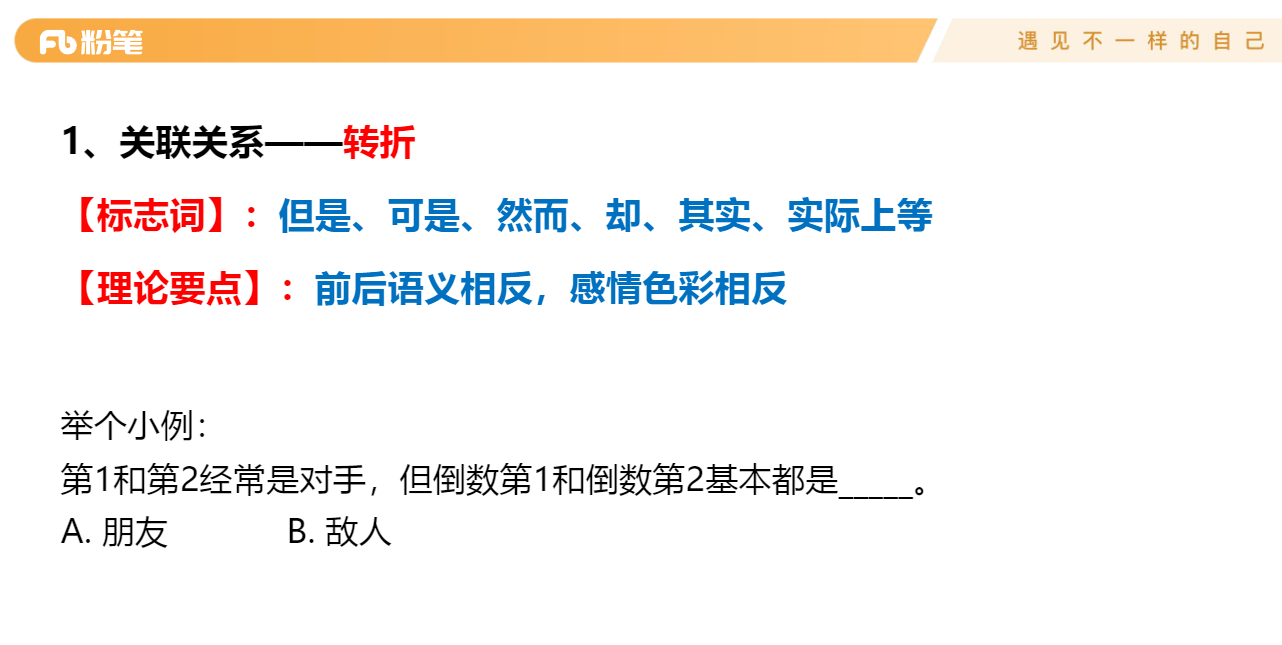 粉笔
遇见不一样的自己
1、关联关系——转折
【标志词】：但是、可是、然而、却、其实、实际上等
【理论要点】：前后语义相反，感情色彩相反
举个小例：
第1和第2经常是对手，但倒数第1和倒数第2基本都是_____。
A. 朋友 B. 敌人